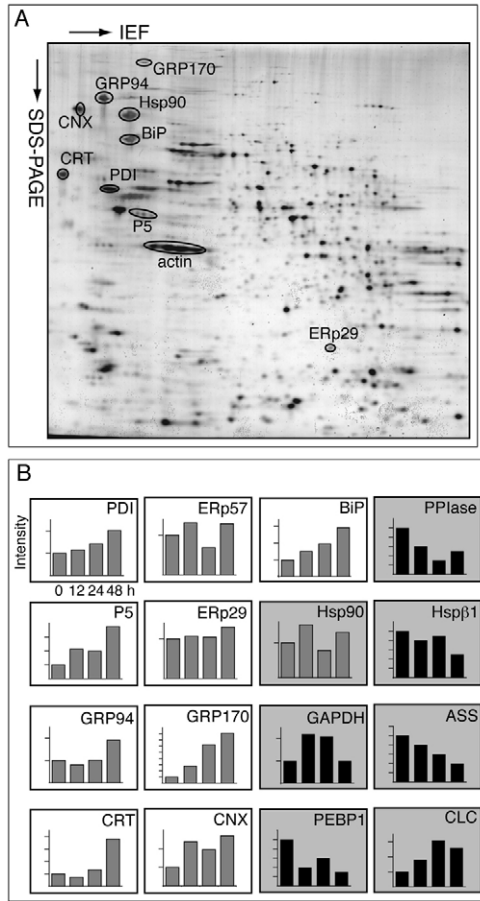 A
IEF
SDS-PAGE
GRP170
GRP94
Hsp90
CNX
BiP
CRT
PDI
P5
actin
ERp29
B
Intensity
PDI
ERp57
BiP
PPIase
0 12 24 48 h
P5
ERp29
Hsp90
Hspβ1
GRP94
GRP170
GAPDH
ASS
CRT
CNX
PEBP1
CLC